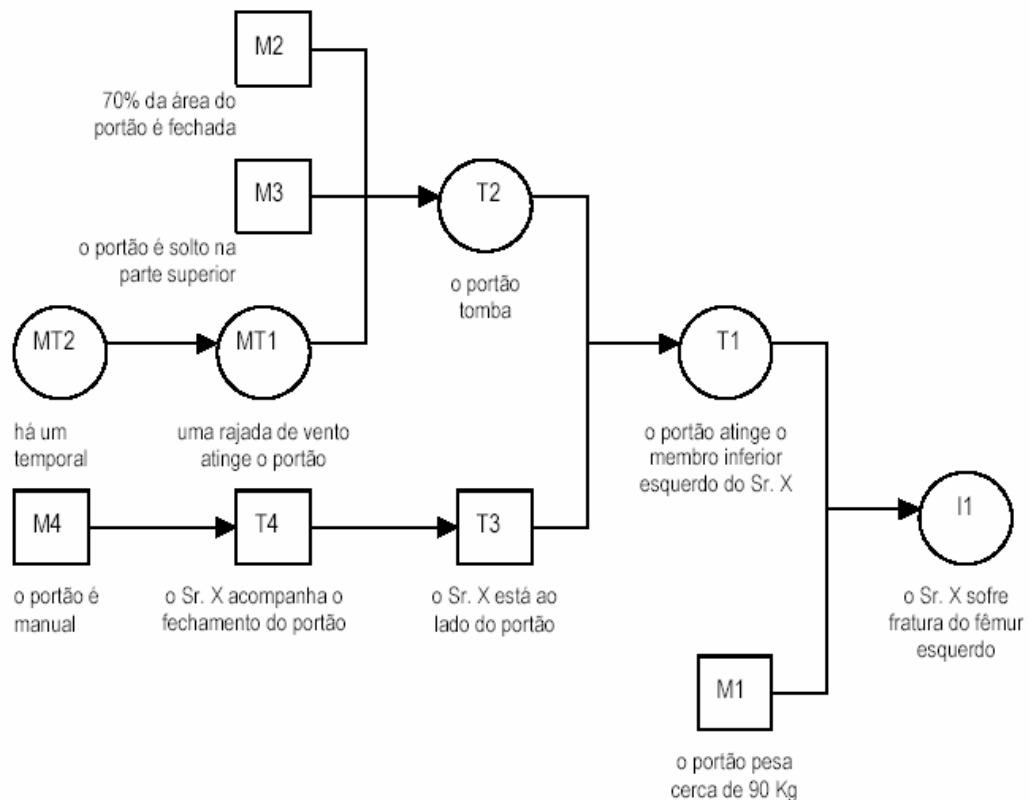 M2
70% da área do
portão é fechada
M3
o portão é solto na
parte superior
T2
o portão
tomba
MT2
há um
temporal
MT1
uma rajada de vento
atinge o portão
T1
o portão atinge o
membro inferior
esquerdo do Sr. X
M4
o portão é
manual
T4
o Sr. X acompanha o
fechamento do portão
T3
o Sr. X está ao
lado do portão
I1
o Sr. X sofre
fratura do fêmur
esquerdo
M1
o portão pesa
cerca de 90 Kg